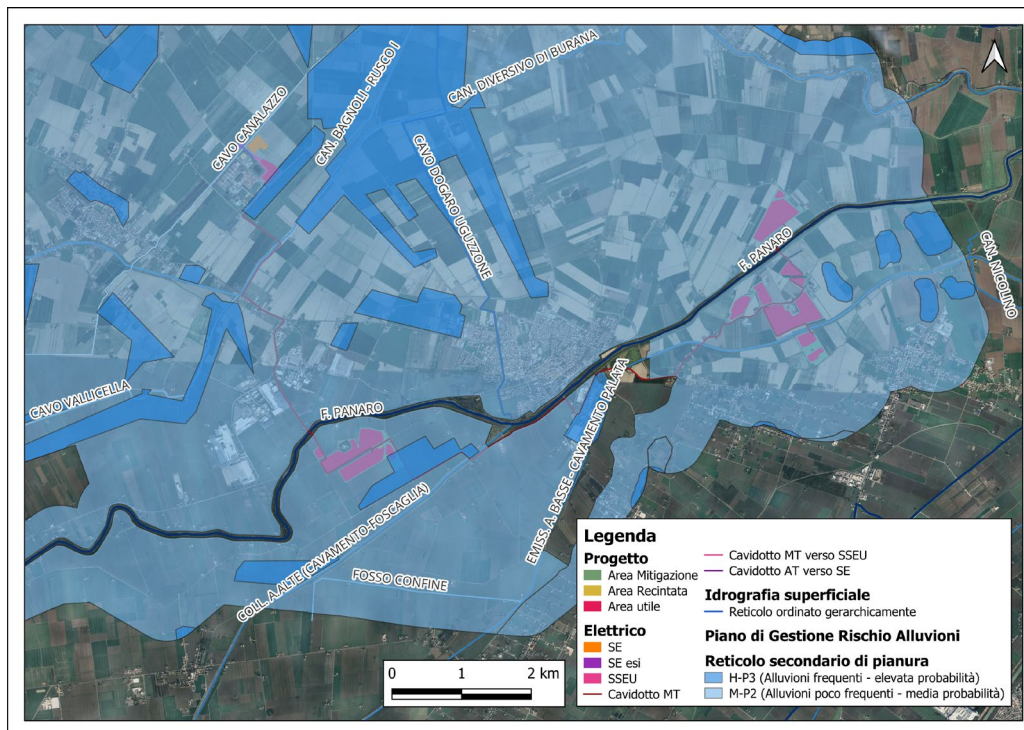 CAN. DIVERSIVO DI BURANA
CAN. BAGNOLI - RUSCO I
CAVO CANALAZZO
CAVO DOGARO UGUZZONE
F. PANARO
CAN. NICOLINO
CAVO VALLICELLA
F. PANARO
EMISS. A. BASSE - CAVAMENTO PALATA
COLL. A. ALTE (CAVAMENTO-FOSCAGLIA)
FOSSO CONFINE
0 1 2 km
Legenda
Progetto
Area Mitigazione
Area Recintata
Area utile
Elettrico
SE
SE esi
SSEU
Cavidotto MT
Cavidotto MT verso SSEU
Cavidotto AT verso SE
Idrografia superficiale
Reticolo ordinato gerarchicamente
Piano di Gestione Rischio Alluvioni
Reticolo secondario di pianura
H-P3 (Alluvioni frequenti - elevata probabilità)
M-P2 (Alluvioni poco frequenti - media probabilità)